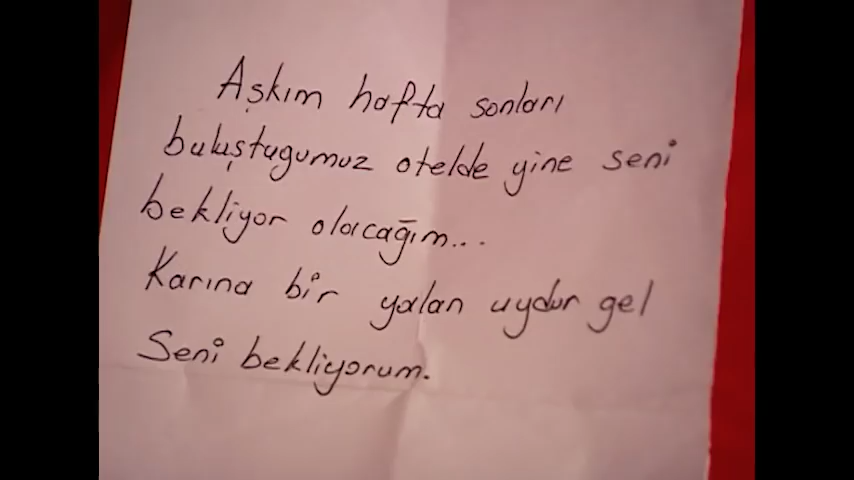 Aşkım hafta sonları
buluştuğumuz otelde yine seni
bekliyor olacağım...
Karına bir yalan uydur gel
Seni bekliyorum.